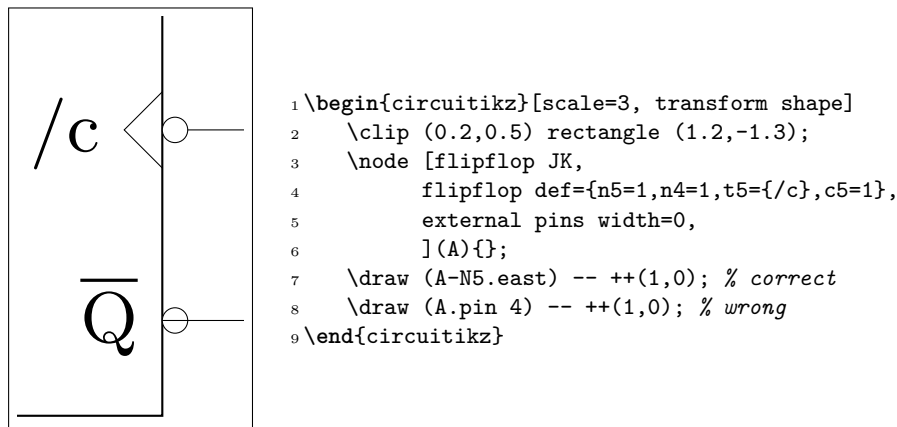 /c
Q̅
1 \begin{circuitikz}[scale=3, transform shape]
2     \clip (0.2,0.5) rectangle (1.2,-1.3);
3     \node [flipflop JK,
4           flipflop def={n5=1,n4=1,t5={/c},c5=1},
5           external pins width=0,
6           ](A){};
7     \draw (A-N5.east) -- ++(1,0); % correct
8     \draw (A.pin 4) -- ++(1,0); % wrong
9 \end{circuitikz}